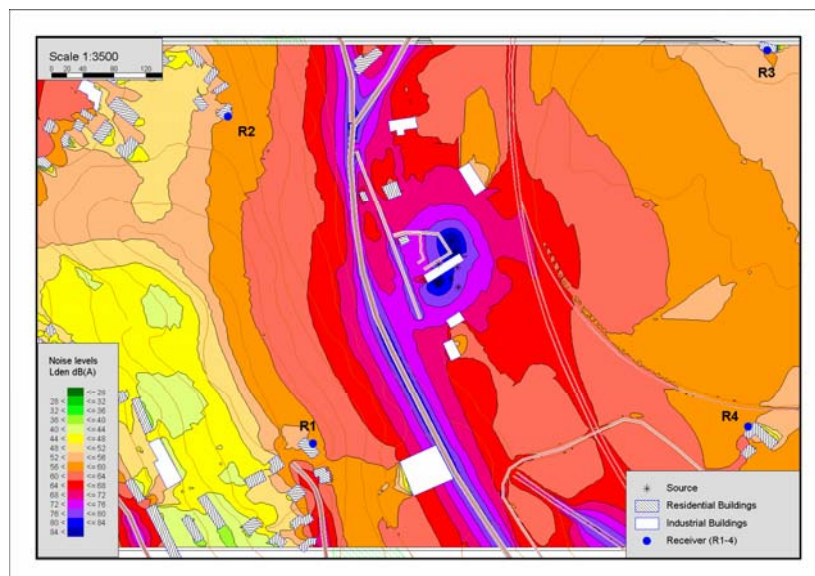 Scale 1:3500
0 20 40 80 120
R3
R2
R1
R4
Noise levels
Lden dB(A)
<= 28
28 < <= 32
32 < <= 36
36 < <= 40
40 < <= 44
44 < <= 48
48 < <= 52
52 < <= 56
56 < <= 60
60 < <= 64
64 < <= 68
68 < <= 72
72 < <= 76
76 < <= 80
80 < <= 84
84 <
Source
Residential Buildings
Industrial Buildings
Receiver (R1-4)